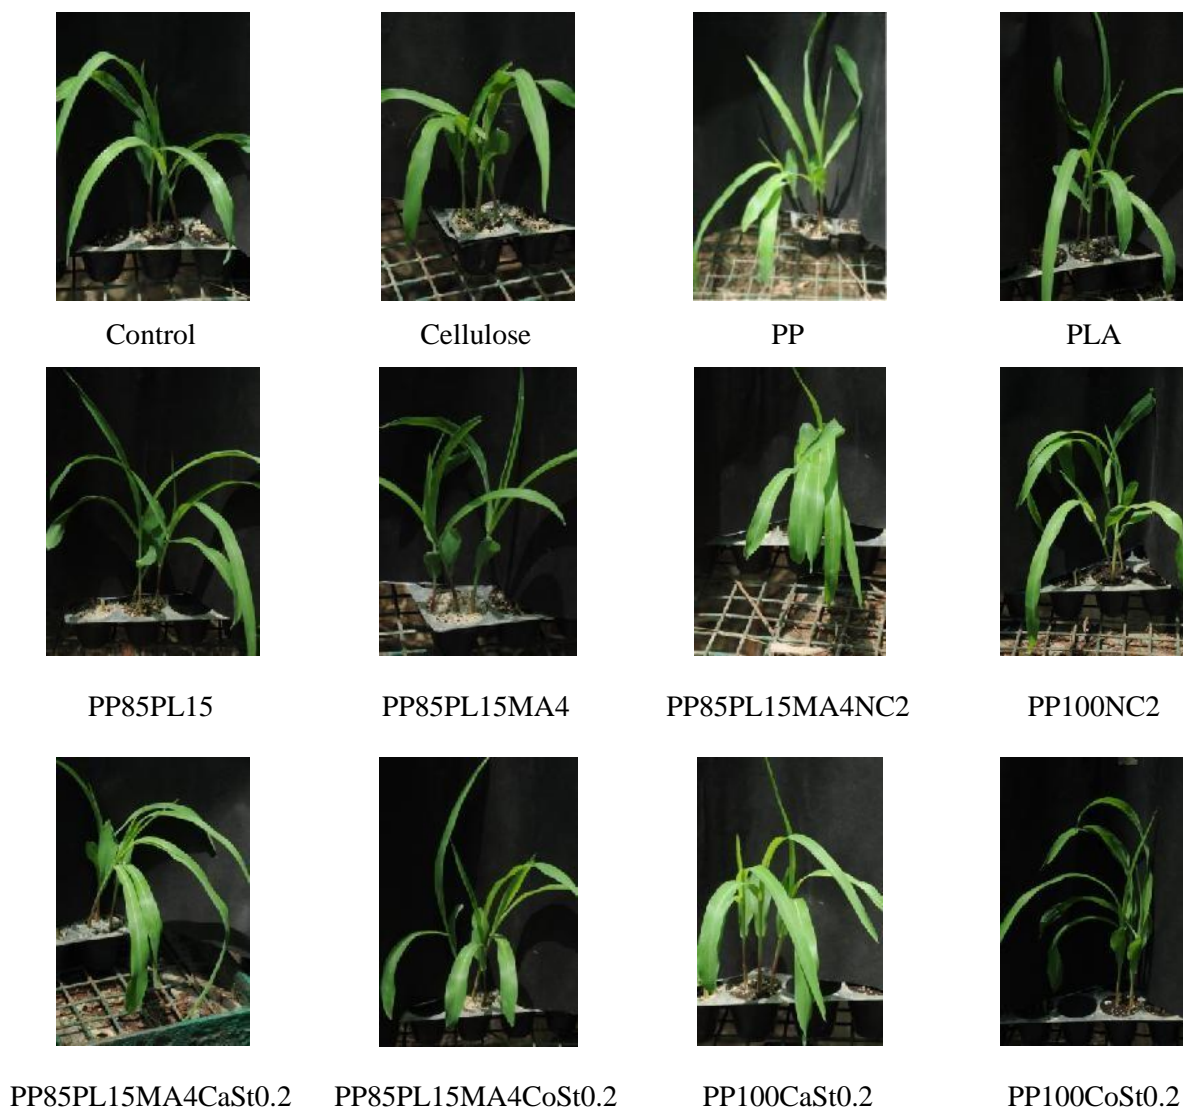 Control
Cellulose
PP
PLA
PP85PL15
PP85PL15MA4
PP85PL15MA4NC2
PP100NC2
PP85PL15MA4CaSt0.2
PP85PL15MA4CoSt0.2
PP100CaSt0.2
PP100CoSt0.2